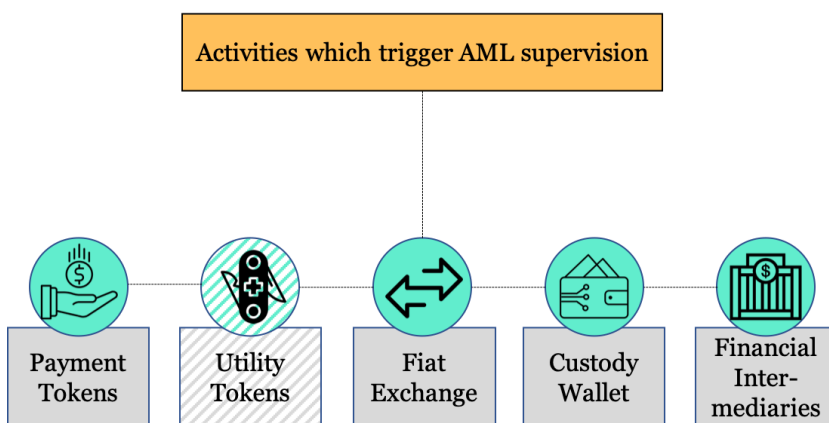 Activities which trigger AML supervision
$
$
Payment
Tokens
Utility
Tokens
Fiat
Exchange
Custody
Wallet
Financial
Inter-
mediaries